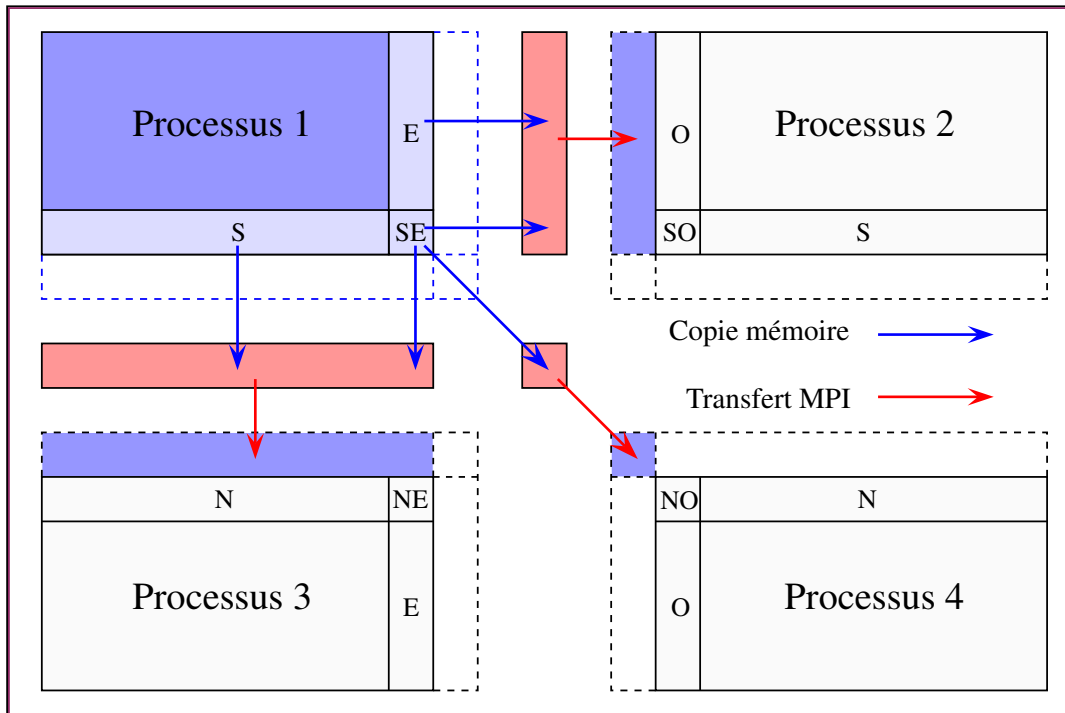 Processus 1
E
S
SE
Processus 2
O
SO
S
Copie mémoire
Transfert MPI
N
NE
Processus 3
E
NO
N
O
Processus 4